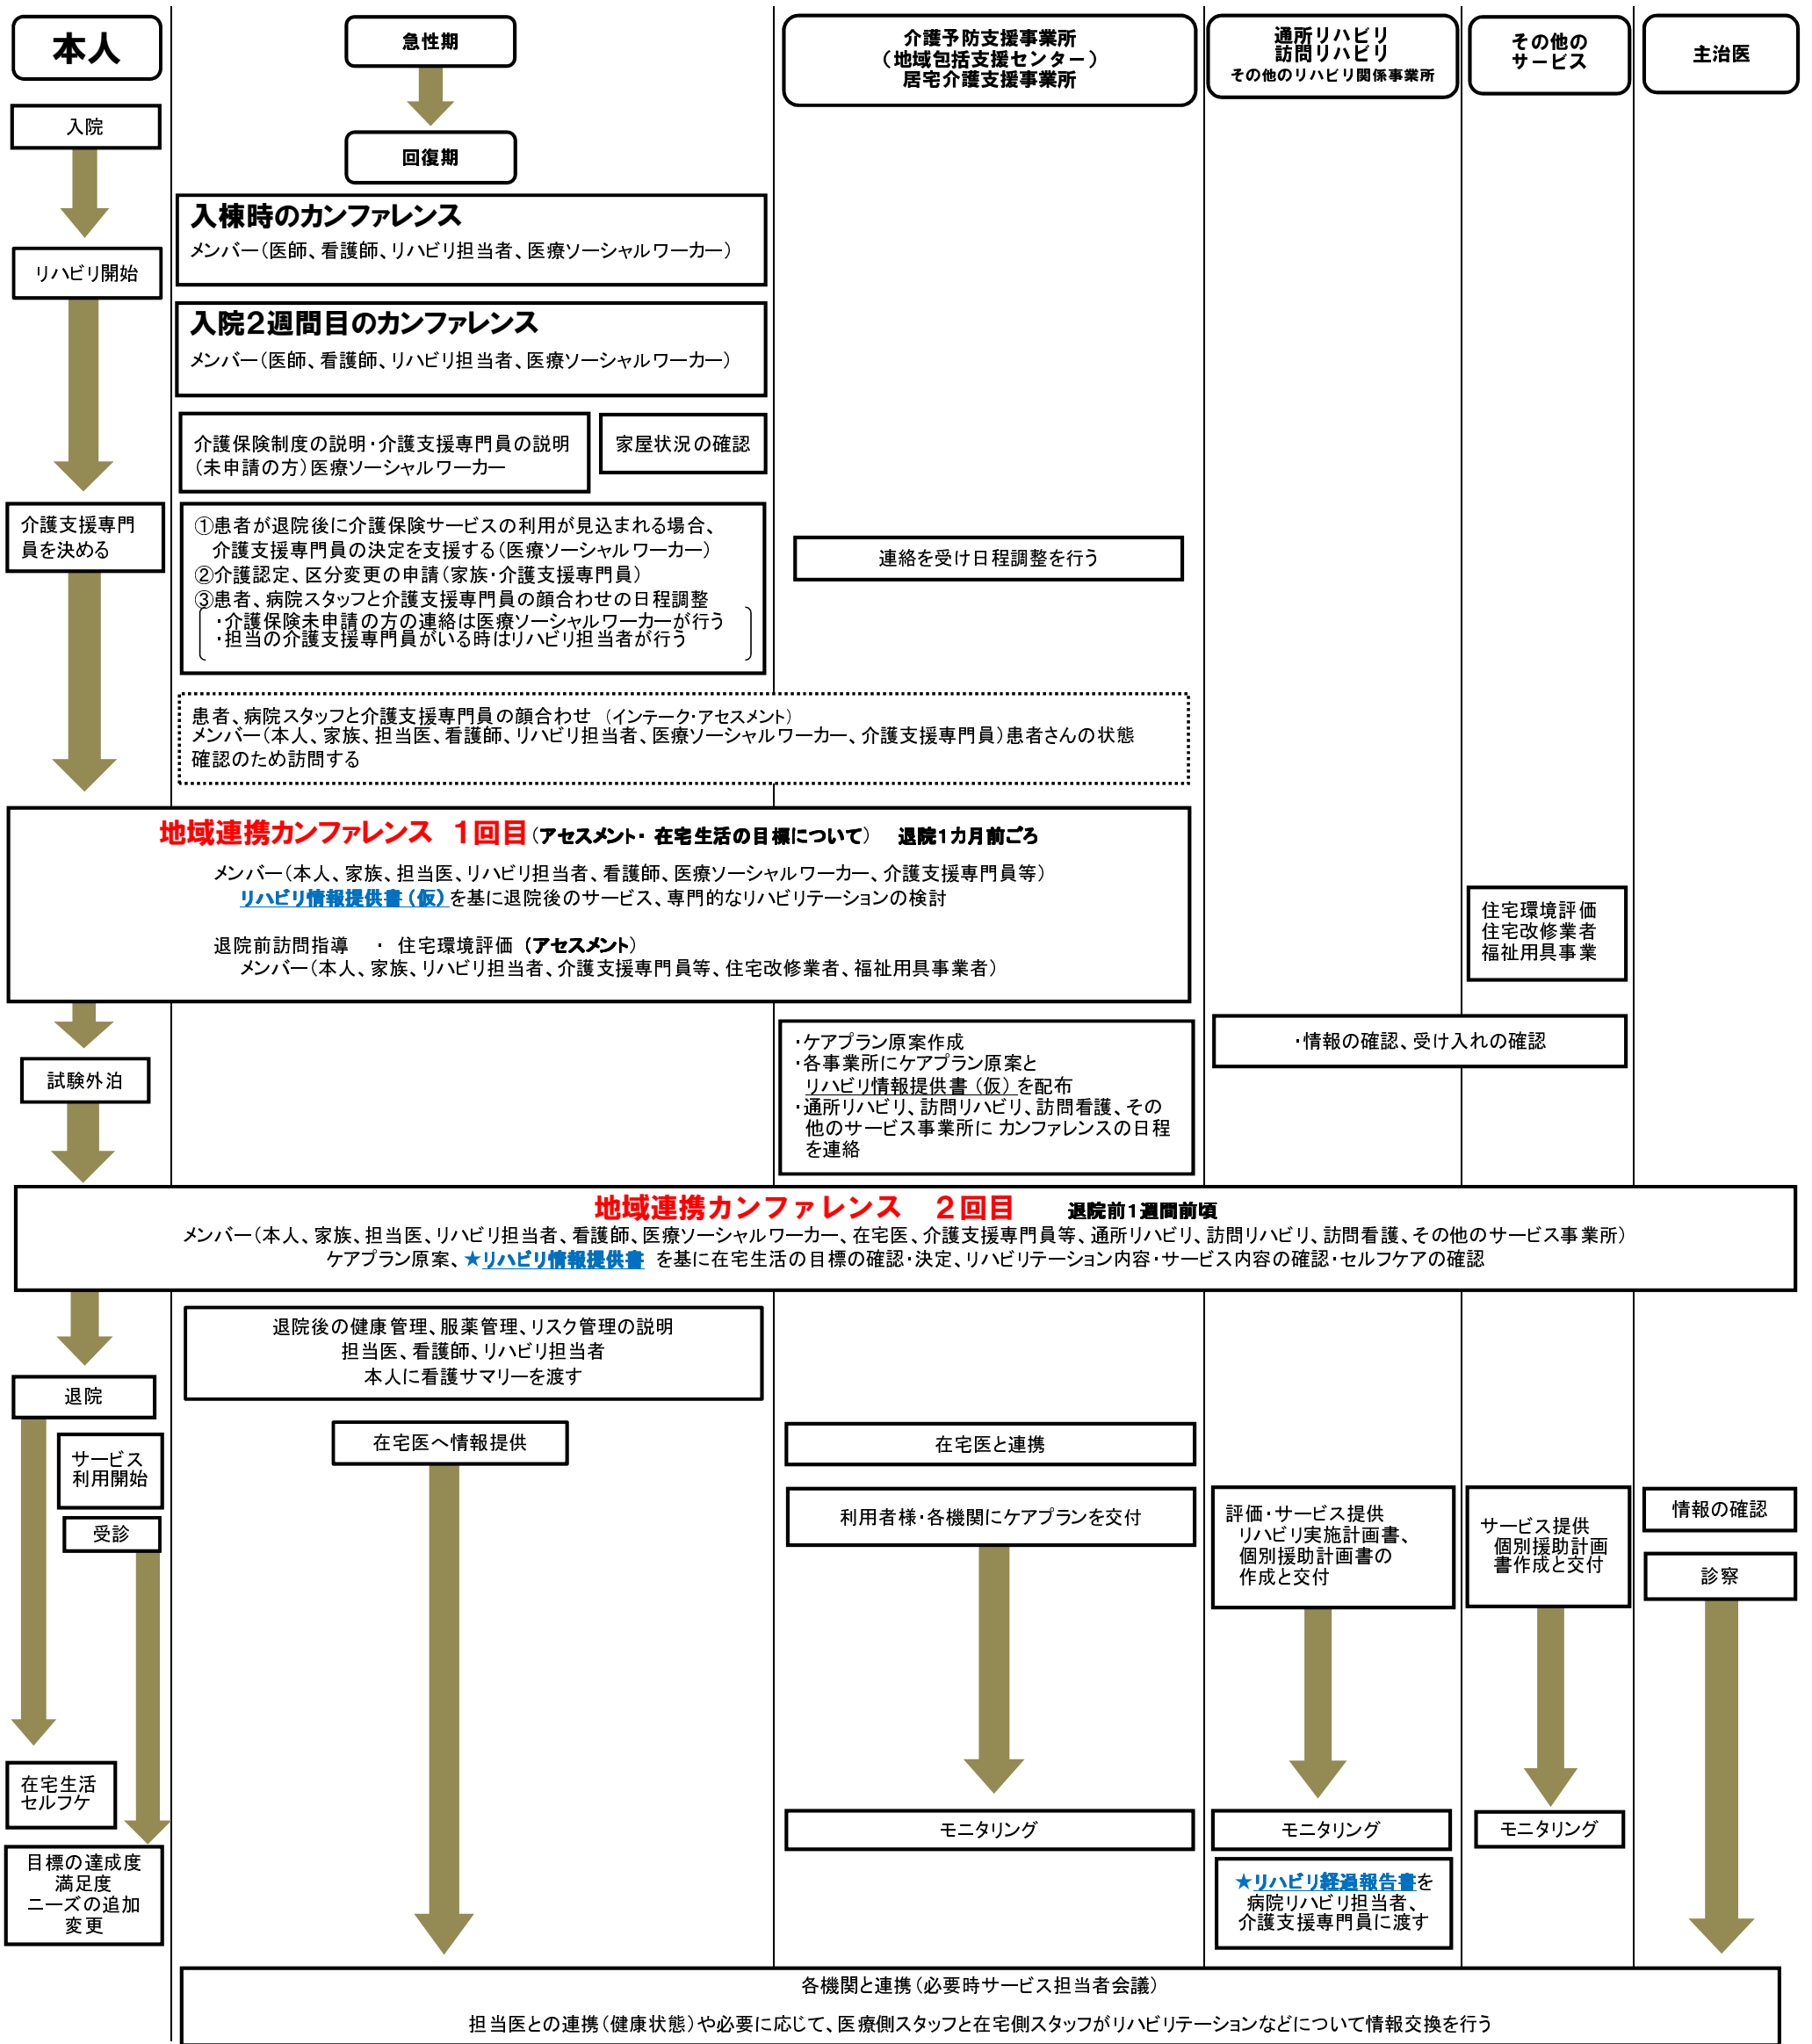 本人
急性期
回復期
介護予防支援事業所
（地域包括支援センター）
居宅介護支援事業所
通所リハビリ
訪問リハビリ
その他のリハビリ関係事業所
その他の
サービス
主治医
入院
入棟時のカンファレンス
メンバー（医師、看護師、リハビリ担当者、医療ソーシャルワーカー）
リハビリ開始
入院２週間目のカンファレンス
メンバー（医師、看護師、リハビリ担当者、医療ソーシャルワーカー）
介護保険制度の説明・介護支援専門員の説明
（未申請の方）医療ソーシャルワーカー
家屋状況の確認
介護支援専門
員を決める
①患者が退院後に介護保険サービスの利用が見込まれる場合、
介護支援専門員の決定を支援する（医療ソーシャルワーカー）
②介護認定、区分変更の申請（家族・介護支援専門員）
③患者、病院スタッフと介護支援専門員の顔合わせの日程調整
・介護保険未申請の方の連絡は医療ソーシャルワーカーが行う
・担当の介護支援専門員がいる時はリハビリ担当者が行う
連絡を受け日程調整を行う
患者、病院スタッフと介護支援専門員の顔合わせ （インテーク・アセスメント）
メンバー（本人、家族、担当医、看護師、リハビリ担当者、医療ソーシャルワーカー、介護支援専門員）患者さんの状態
確認のため訪問する
地域連携カンファレンス １回目（アセスメント・ 在宅生活の目標について） 退院1カ月前ごろ
メンバー（本人、家族、担当医、リハビリ担当者、看護師、医療ソーシャルワーカー、介護支援専門員等）
リハビリ情報提供書（仮）を基に退院後のサービス、専門的なリハビリテーションの検討
退院前訪問指導 ・ 住宅環境評価（アセスメント）
メンバー（本人、家族、リハビリ担当者、介護支援専門員等、住宅改修業者、福祉用具事業者）
住宅環境評価
住宅改修業者
福祉用具事業
試験外泊
・ケアプラン原案作成
・各事業所にケアプラン原案と
リハビリ情報提供書（仮）を配布
・通所リハビリ、訪問リハビリ、訪問看護、その
他のサービス事業所に カンファレンスの日程
を連絡
・情報の確認、受け入れの確認
地域連携カンファレンス ２回目 退院前1週間前頃
メンバー（本人、家族、担当医、リハビリ担当者、看護師、医療ソーシャルワーカー、在宅医、介護支援専門員等、通所リハビリ、訪問リハビリ、訪問看護、その他のサービス事業所）
ケアプラン原案、★リハビリ情報提供書 を基に在宅生活の目標の確認・決定、リハビリテーション内容・サービス内容の確認・セルフケアの確認
退院後の健康管理、服薬管理、リスク管理の説明
担当医、看護師、リハビリ担当者
本人に看護サマリーを渡す
退院
サービス
利用開始
受診
在宅医へ情報提供
在宅医と連携
利用者様・各機関にケアプランを交付
評価・サービス提供
リハビリ実施計画書、
個別援助計画書の
作成と交付
サービス提供
個別援助計画
書作成と交付
情報の確認
診察
在宅生活
セルフケ
目標の達成度
満足度
ニーズの追加
変更
モニタリング
モニタリング
モニタリング
★リハビリ経過報告書を
病院リハビリ担当者、
介護支援専門員に渡す
各機関と連携（必要時サービス担当者会議）
担当医との連携（健康状態）や必要に応じて、医療側スタッフと在宅側スタッフがリハビリテーションなどについて情報交換を行う